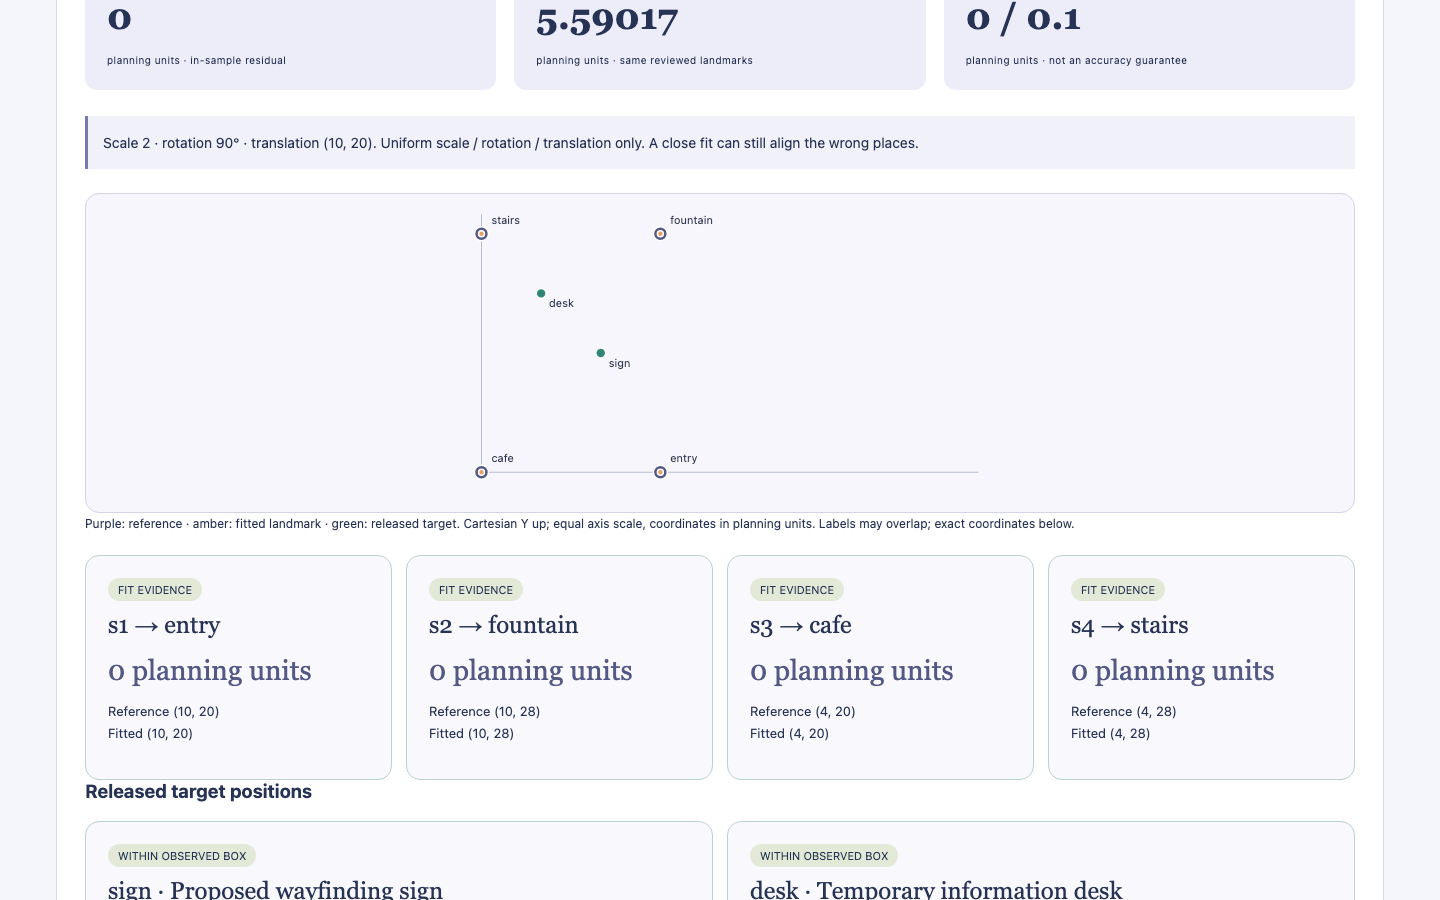 0
5.59017
0 / 0.1
planning units · in-sample residual
planning units · same reviewed landmarks
planning units · not an accuracy guarantee
Scale 2 · rotation 90° · translation (10, 20). Uniform scale / rotation / translation only. A close fit can still align the wrong places.
stairs
fountain
desk
sign
cafe
entry
Purple: reference · amber: fitted landmark · green: released target. Cartesian Y up; equal axis scale, coordinates in planning units. Labels may overlap; exact coordinates below.
FIT EVIDENCE
s1 → entry
0 planning units
Reference (10, 20)
Fitted (10, 20)
FIT EVIDENCE
s2 → fountain
0 planning units
Reference (10, 28)
Fitted (10, 28)
FIT EVIDENCE
s3 → cafe
0 planning units
Reference (4, 20)
Fitted (4, 20)
FIT EVIDENCE
s4 → stairs
0 planning units
Reference (4, 28)
Fitted (4, 28)
Released target positions
WITHIN OBSERVED BOX
sign · Proposed wayfinding sign
WITHIN OBSERVED BOX
desk · Temporary information desk